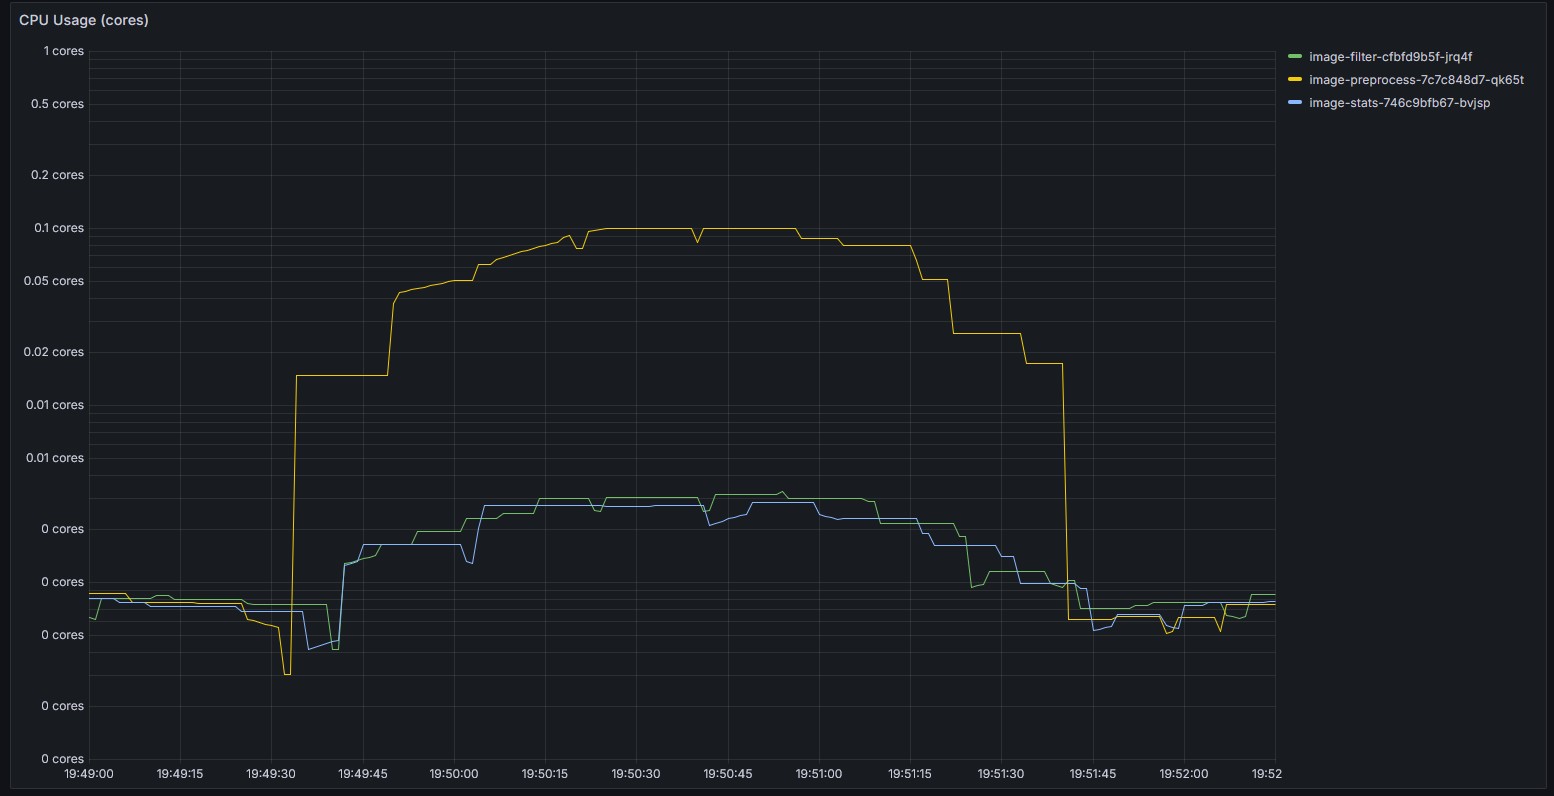 CPU Usage (cores)
1 cores
0.5 cores
0.2 cores
0.1 cores
0.05 cores
0.02 cores
0.01 cores
0.01 cores
0 cores
0 cores
0 cores
0 cores
0 cores
19:49:00 19:49:15 19:49:30 19:49:45 19:50:00 19:50:15 19:50:30 19:50:45 19:51:00 19:51:15 19:51:30 19:51:45 19:52:00 19:52
image-filter-cfbfd9b5f-jrq4f
image-preprocess-7c7c848d7-qk65t
image-stats-746c9bfb67-bvjsp